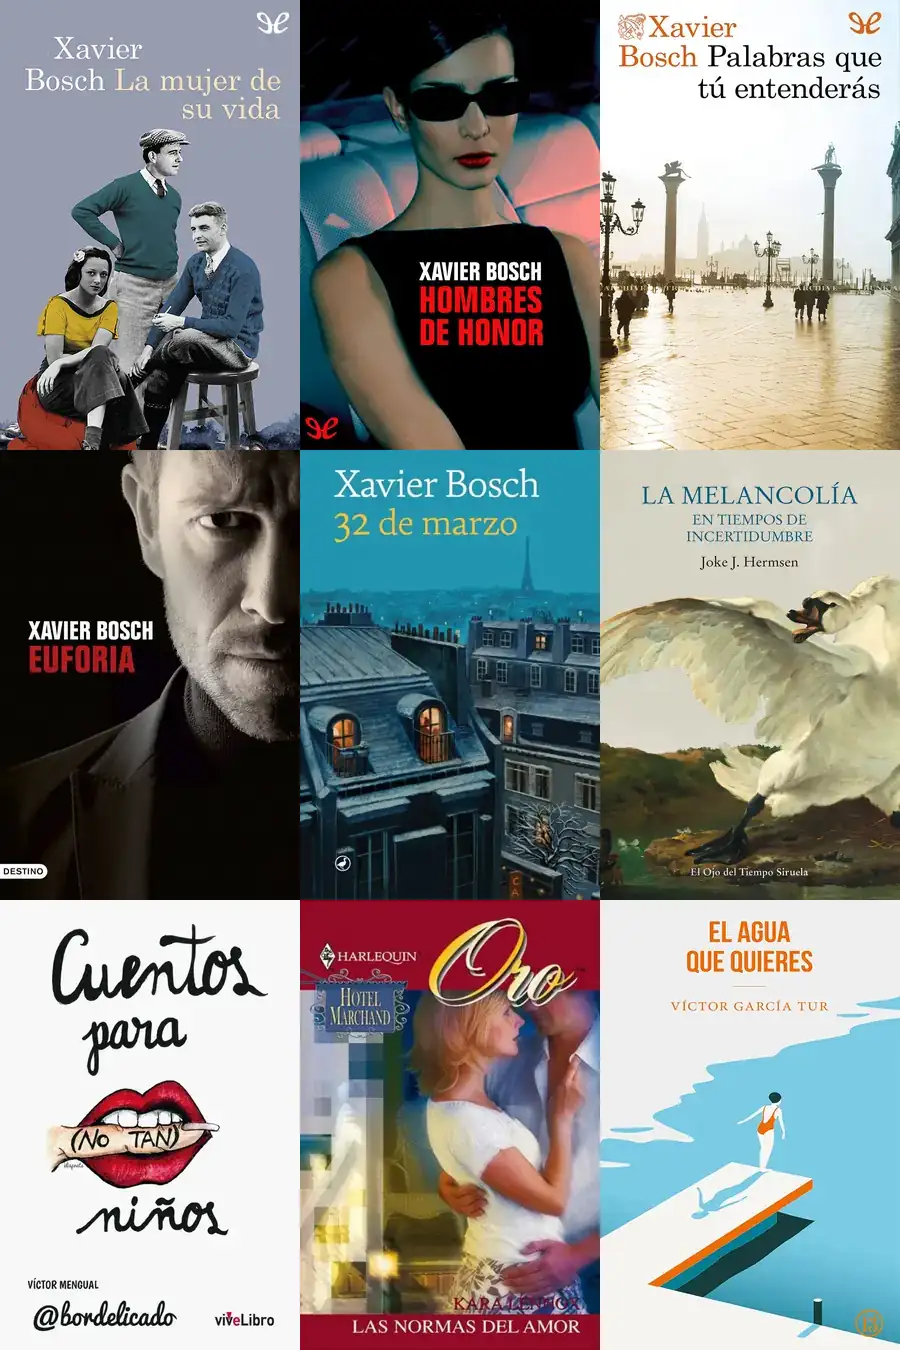 Xavier
Bosch La mujer de
su vida
XAVIER BOSCH
HOMBRES
DE HONOR
Xavier
Bosch Palabras que
tú entenderás
XAVIER BOSCH
EUFORIA
DESTINO
Xavier Bosch
32 de marzo
LA MELANCOLÍA
EN TIEMPOS DE
INCERTIDUMBRE
Joke J. Hermsen
El Ojo del Tiempo Siruela
Cuentos
para
(NO TAN)
niños
VÍCTOR MENGUAL
@bordelicado
viveLibro
HARLEQUIN
Oro
HOTEL
MARCHAND
KARA LENNOX
LAS NORMAS DEL AMOR
EL AGUA
QUE QUIERES
VÍCTOR GARCÍA TUR